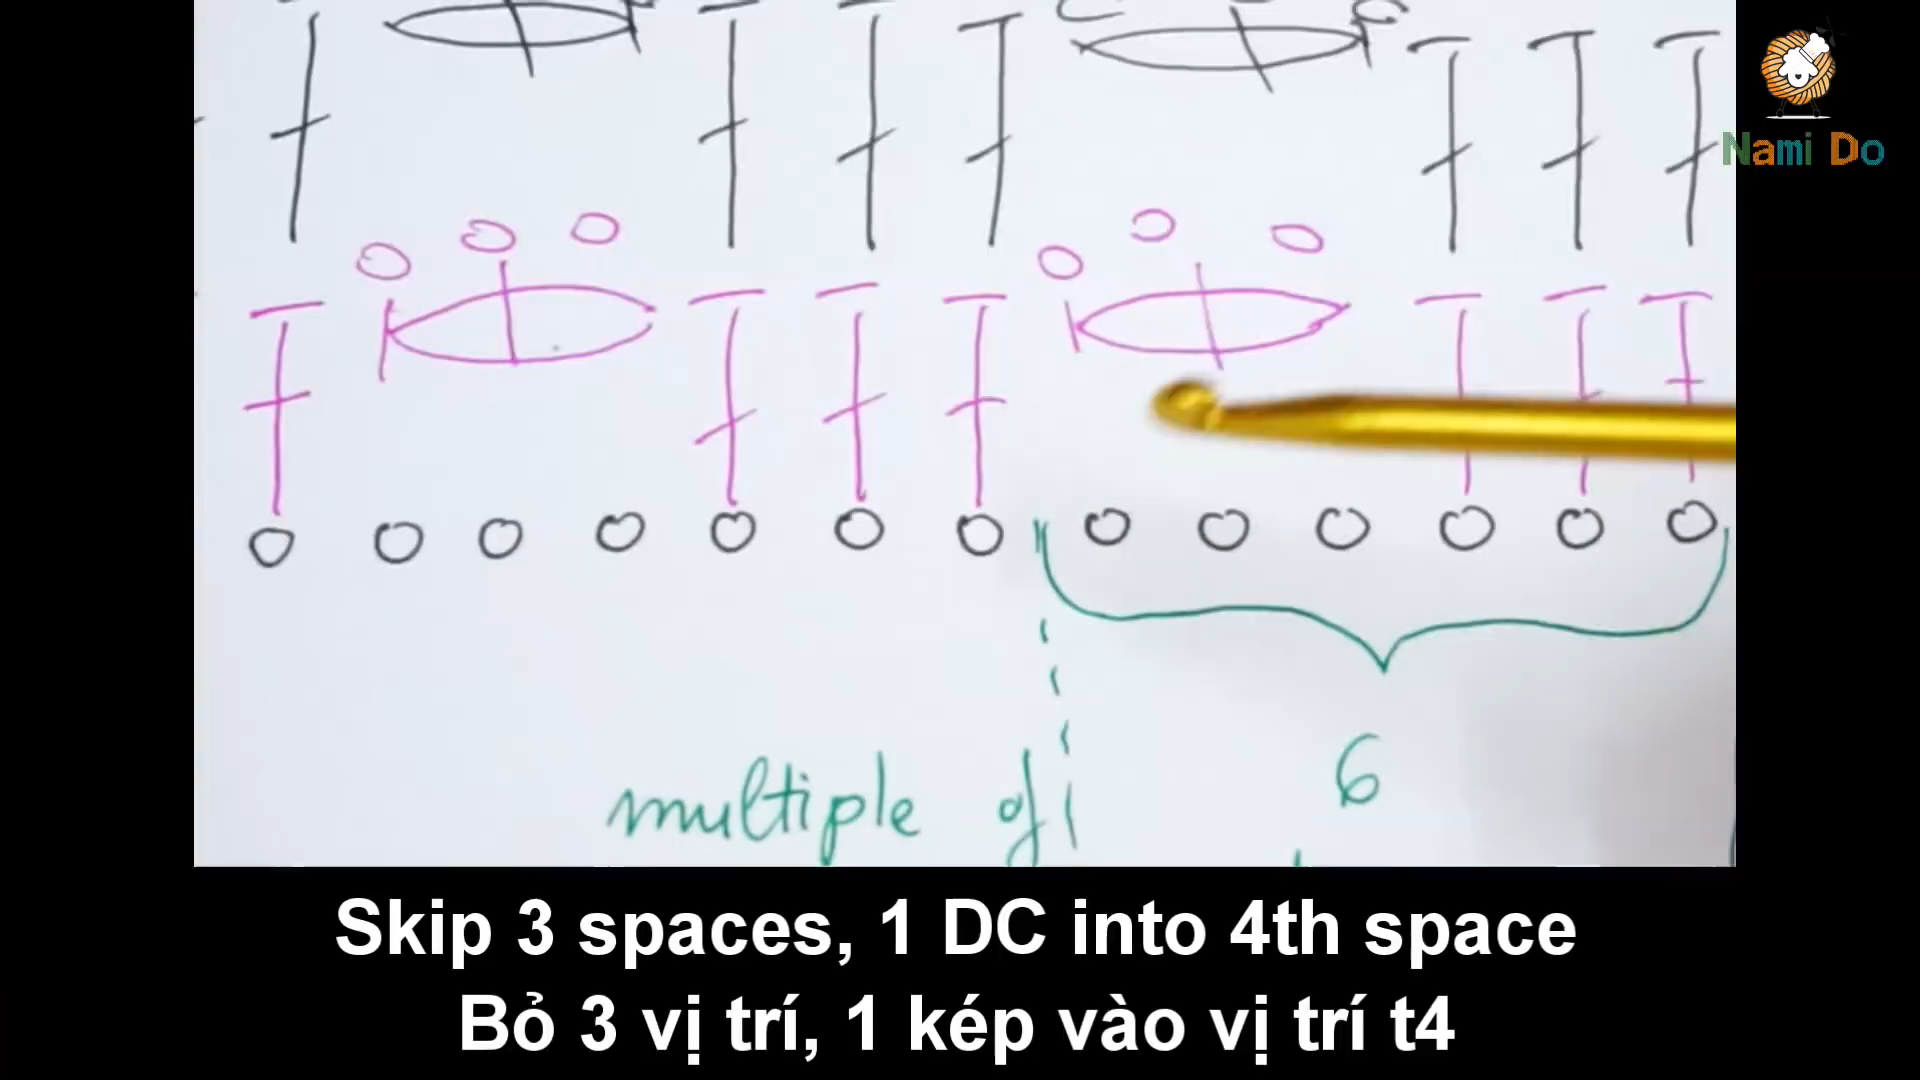 Nami Do
multiple of
6
Skip 3 spaces, 1 DC into 4th space
Bỏ 3 vị trí, 1 kép vào vị trí t4